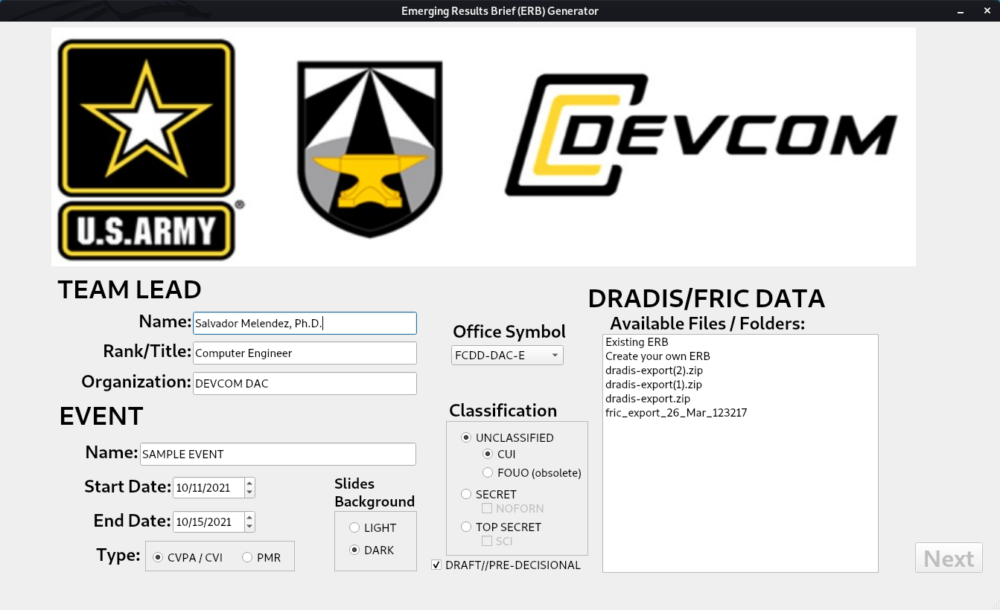 Emerging Results Brief (ERB) Generator
U.S.ARMY
®
DEVCOM
TEAM LEAD
Name: Salvador Melendez, Ph.D.
Rank/Title: Computer Engineer
Organization: DEVCOM DAC
EVENT
Name: SAMPLE EVENT
Start Date: 10/11/2021
End Date: 10/15/2021
Type: CVPA / CVI PMR
Slides
Background
LIGHT
DARK
Office Symbol
FCDD-DAC-E
Classification
UNCLASSIFIED
CUI
FOUO (obsolete)
SECRET
NOFORN
TOP SECRET
SCI
DRAFT//PRE-DECISIONAL
DRADIS/FRIC DATA
Available Files / Folders:
Existing ERB
Create your own ERB
dradis-export(2).zip
dradis-export(1).zip
dradis-export.zip
fric_export_26_Mar_123217
Next